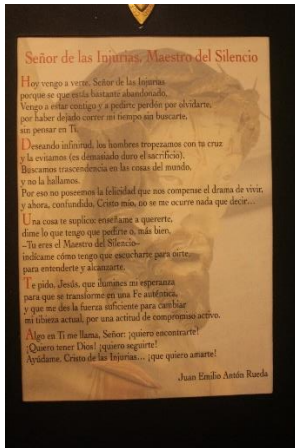 Señor de las Injurias, Maestro del Silencio
Hoy vengo a verte, Señor de las Injurias
porque se que estás bastante abandonado.
Vengo a estar contigo y a pedirte perdón por olvidarte,
por haber dejado correr mi tiempo sin buscarte,
sin pensar en Ti.
Deseando infinitud, los hombres tropezamos con tu cruz
y la evitamos (es demasiado duro el sacrificio).
Buscamos trascendencia en las cosas del mundo,
y no la hallamos.
Por eso no poseemos la felicidad que nos compense el drama de vivir,
y ahora, confundido, Cristo mío, no se me ocurre nada que decir...
Una cosa te suplico: enséñame a quererte,
dime lo que tengo que pedirte o, más bien,
–Tu eres el Maestro del Silencio–
indícame cómo tengo que escucharte para oirte,
para entenderte y alcanzarte.
Te pido, Jesús, que ilumines mi esperanza
para que se transforme en una Fe auténtica,
y que me des la fuerza suficiente para cambiar
mi tibieza actual, por una actitud de compromiso activo.
Algo en Ti me llama, Señor: ¡quiero encontrarte!
¡Quiero tener Dios! ¡quiero seguirte!
Ayúdame, Cristo de las Injurias... ¡que quiero amarte!
Juan Emilio Antón Rueda